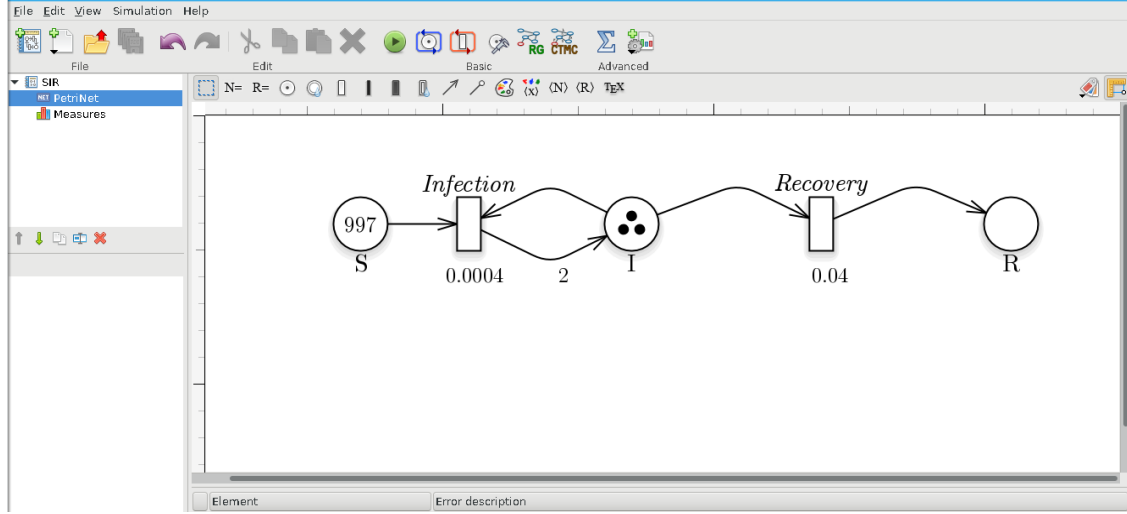 File Edit View Simulation Help
RG CTMC
File Edit Basic Advanced
SIR
NET PetriNet
Measures
N= R= (X) ⟨N⟩ ⟨R⟩ TEX
Infection Recovery
997
S I R
0.0004 2 0.04
Element Error description